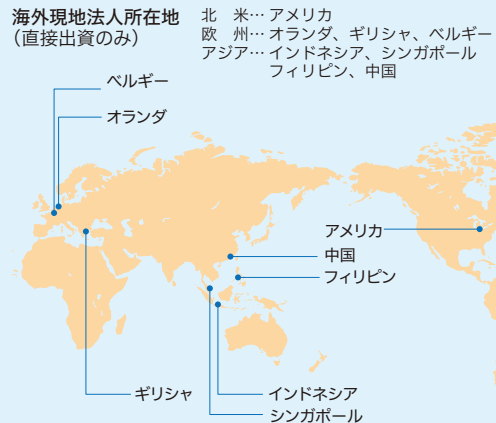 海外現地法人所在地
(直接出資のみ)
北　米… アメリカ
欧　州… オランダ、ギリシャ、ベルギー
アジア… インドネシア、シンガポール
フィリピン、中国
ベルギー
オランダ
アメリカ
中国
フィリピン
ギリシャ
インドネシア
シンガポール